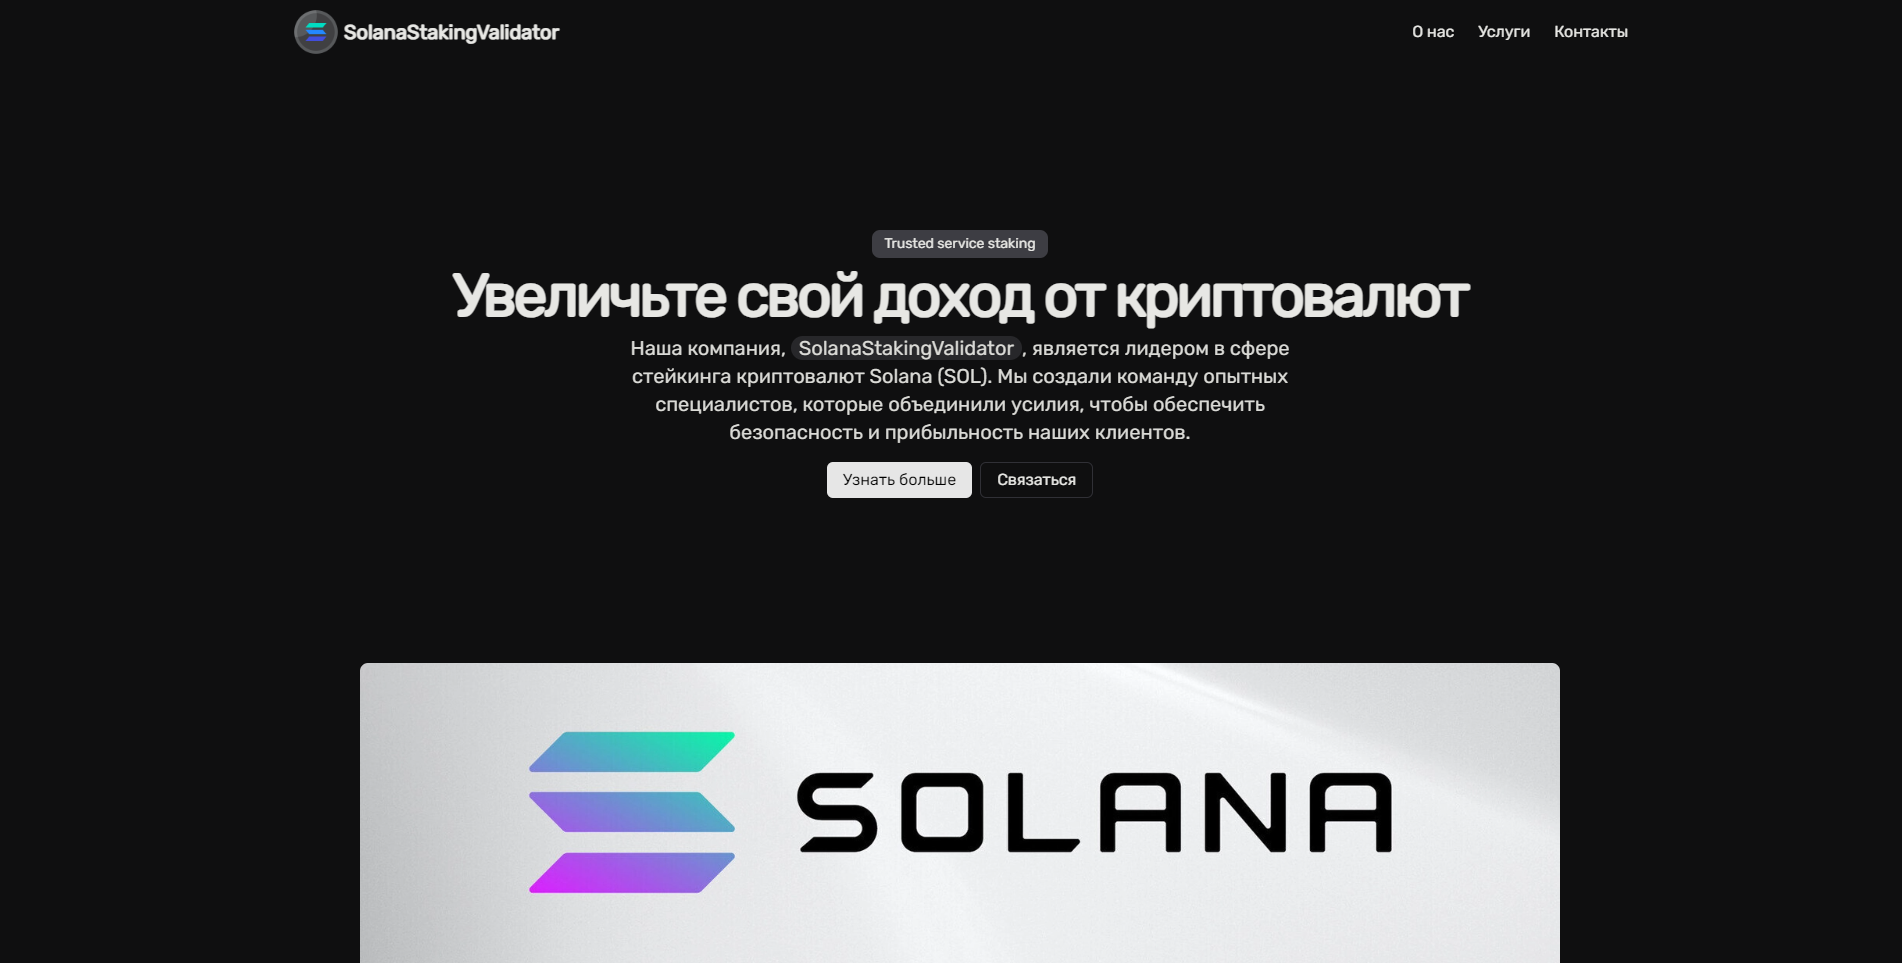 SolanaStakingValidator
О нас Услуги Контакты
Trusted service staking
Увеличьте свой доход от криптовалют
Наша компания, SolanaStakingValidator, является лидером в сфере
стейкинга криптовалют Solana (SOL). Мы создали команду опытных
специалистов, которые объединили усилия, чтобы обеспечить
безопасность и прибыльность наших клиентов.
Узнать больше Связаться
SOLANA